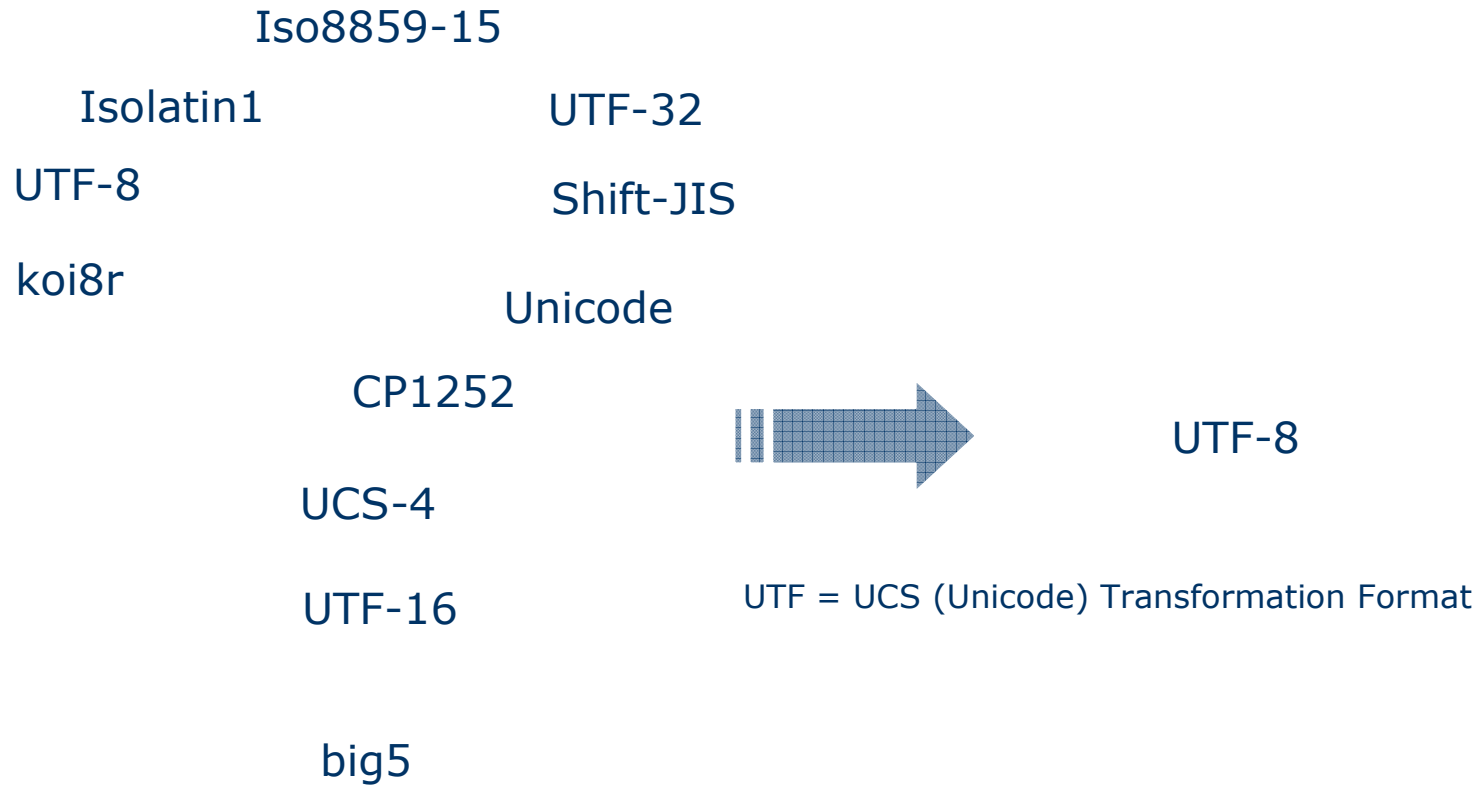 Iso8859-15
Isolatin1
UTF-32
UTF-8
Shift-JIS
koi8r
Unicode
CP1252
UTF-8
UCS-4
UTF-16
UTF = UCS (Unicode) Transformation Format
big5